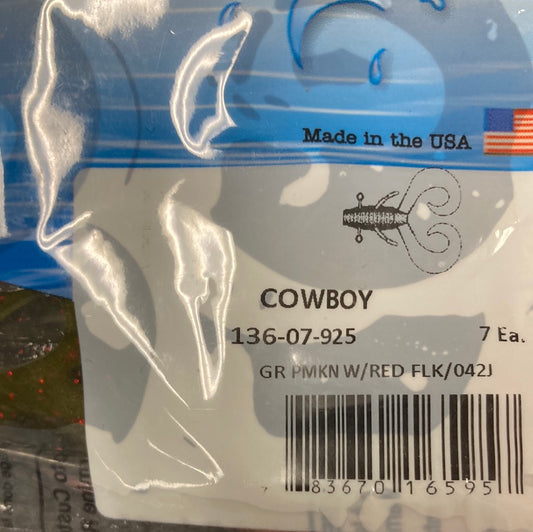 Made in the USA
COWBOY
136-07-925 7 Ea.
GR PMKN W/RED FLK/042J
83670 16595